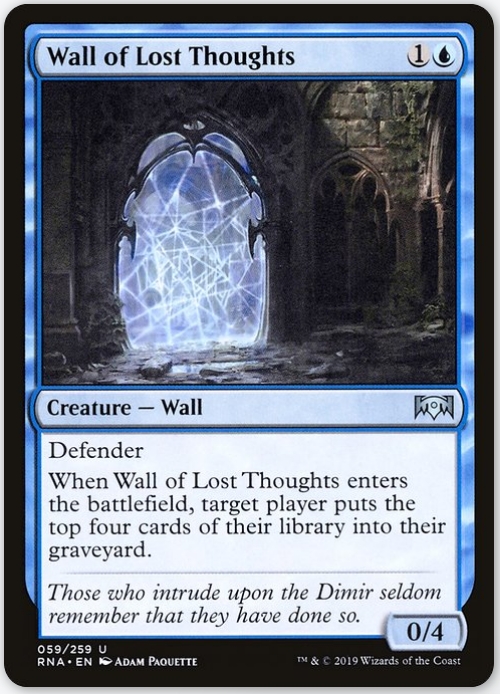 Wall of Lost Thoughts 1
Creature — Wall
Defender
When Wall of Lost Thoughts enters
the battlefield, target player puts the
top four cards of their library into their
graveyard.
Those who intrude upon the Dimir seldom
remember that they have done so.
0/4
059/259 U
RNA • EN ADAM PAQUETTE
™ & © 2019 Wizards of the Coast